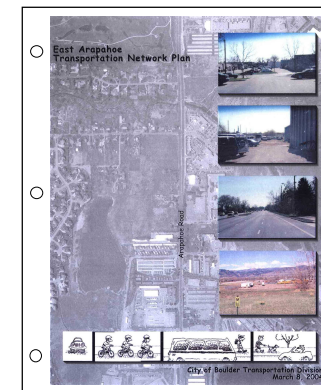 East Arapahoe
Transportation Network Plan
Arapahoe Road
City of Boulder Transportation Division
March 8, 2004